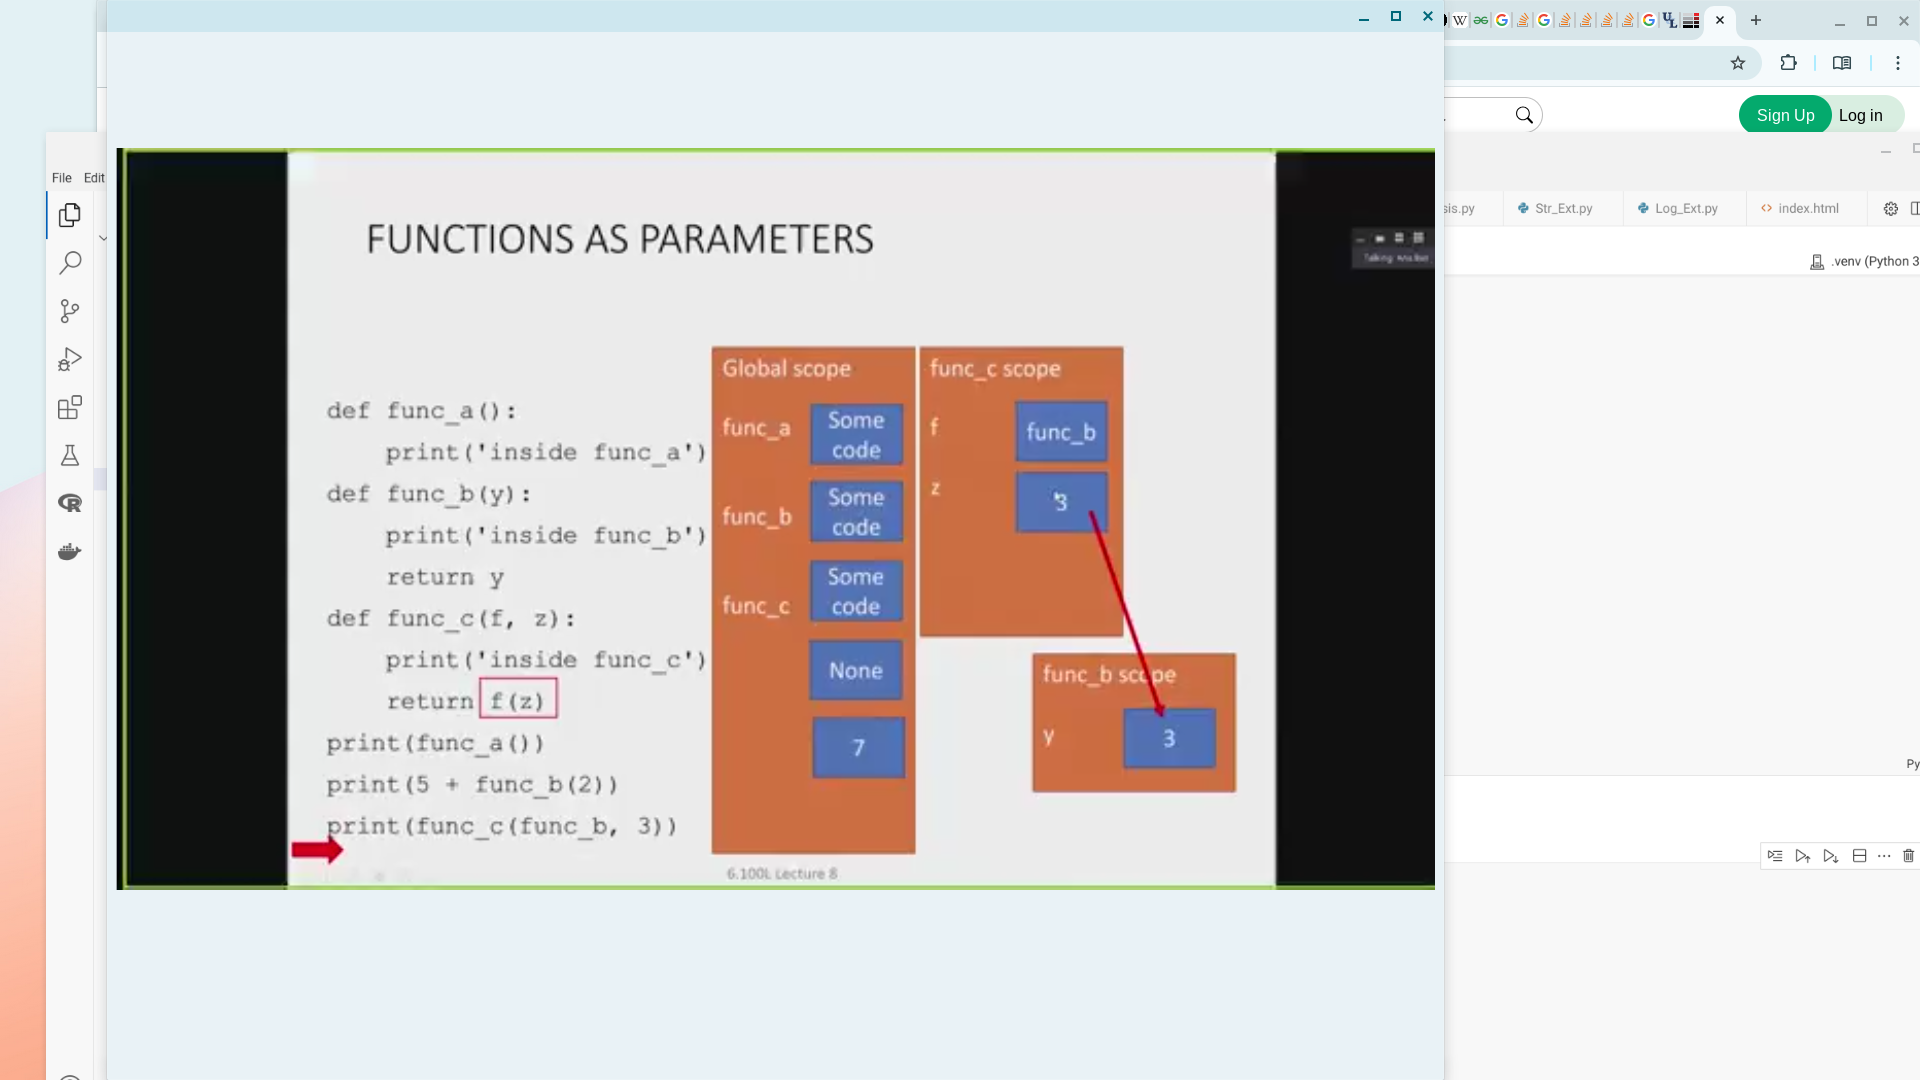 Sign Up
Log in
File Edit
sis.py
Str_Ext.py
Log_Ext.py
index.html
.venv (Python 3
FUNCTIONS AS PARAMETERS
def func_a():
print('inside func_a')
def func_b(y):
print('inside func_b')
return y
def func_c(f, z):
print('inside func_c')
return f(z)
print(func_a())
print(5 + func_b(2))
print(func_c(func_b, 3))
Global scope
func_a
Some
code
func_b
Some
code
func_c
Some
code
None
7
func_c scope
f
func_b
z
3
func_b scope
y
3
6.100L Lecture 8
Py